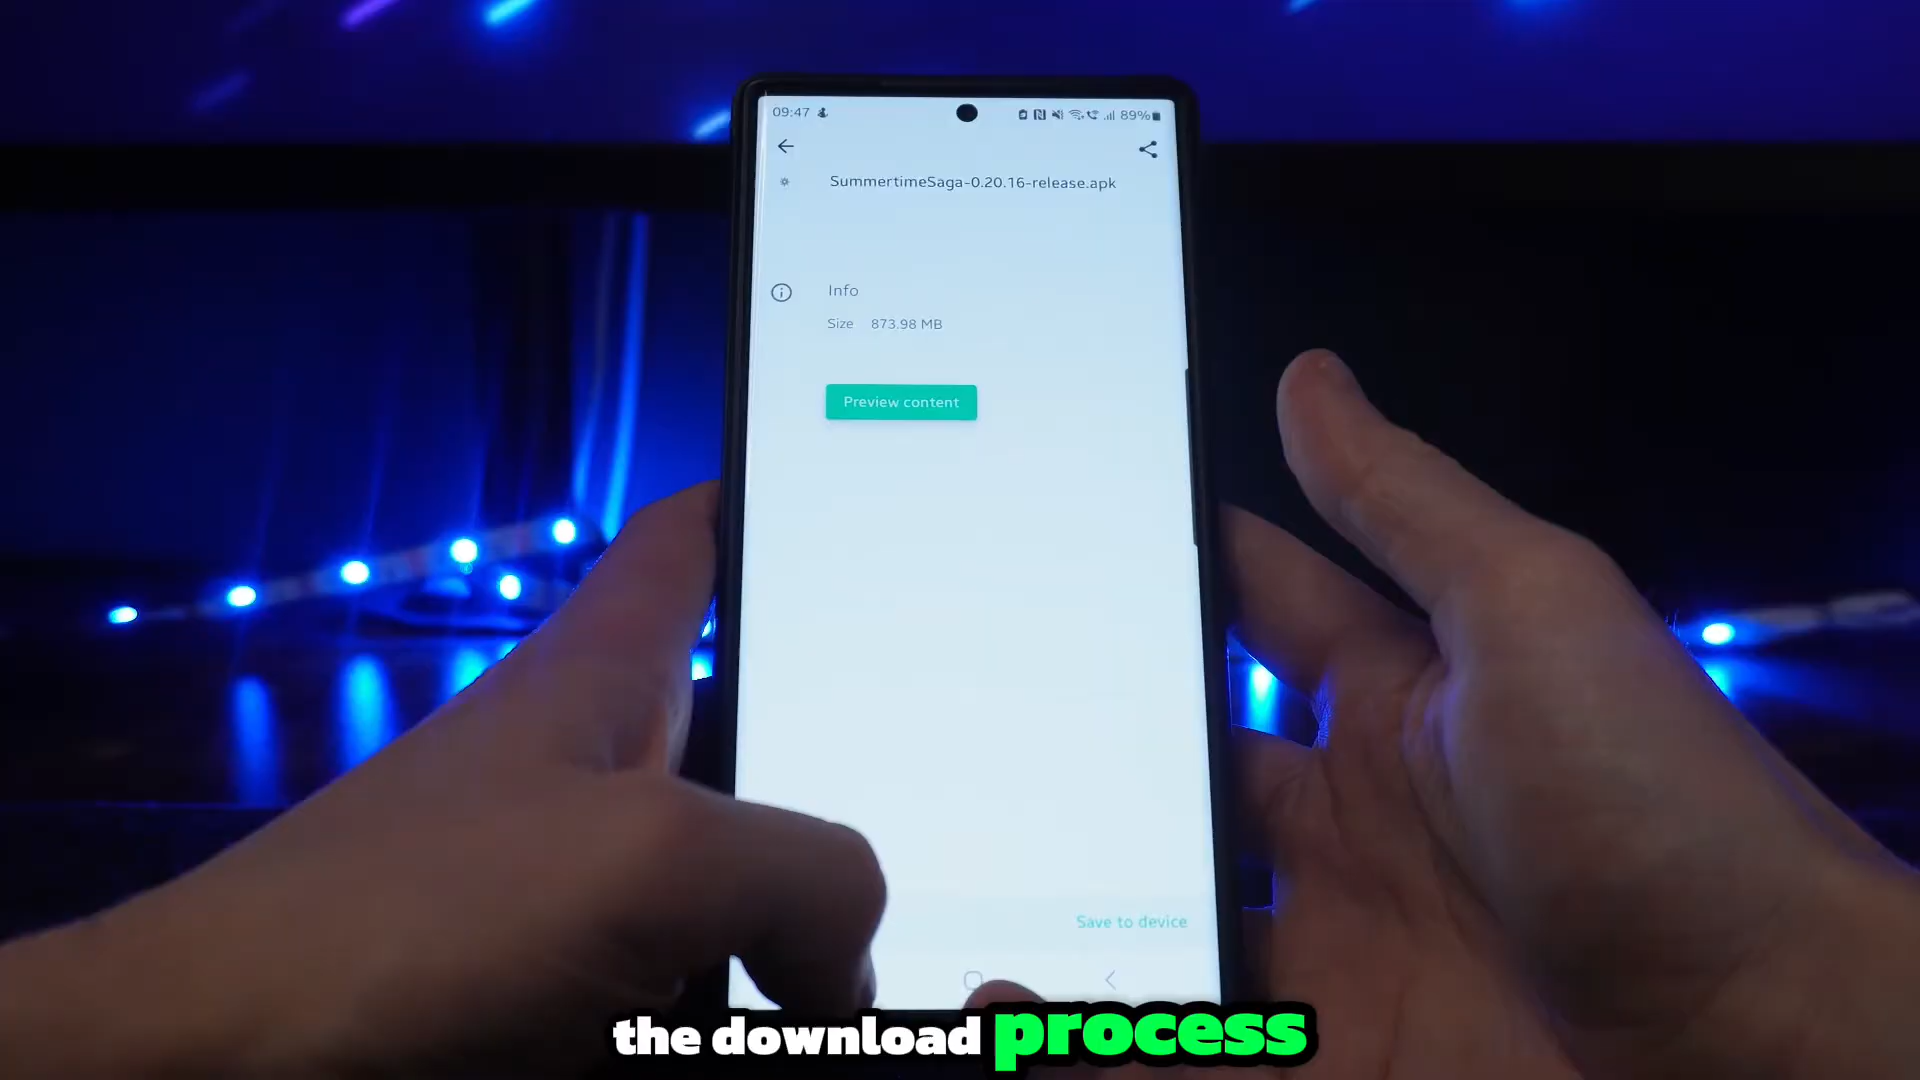 09:47
89%
SummertimeSaga-0.20.16-release.apk
Info
Size 873.98 MB
Preview content
Save to device
the download process